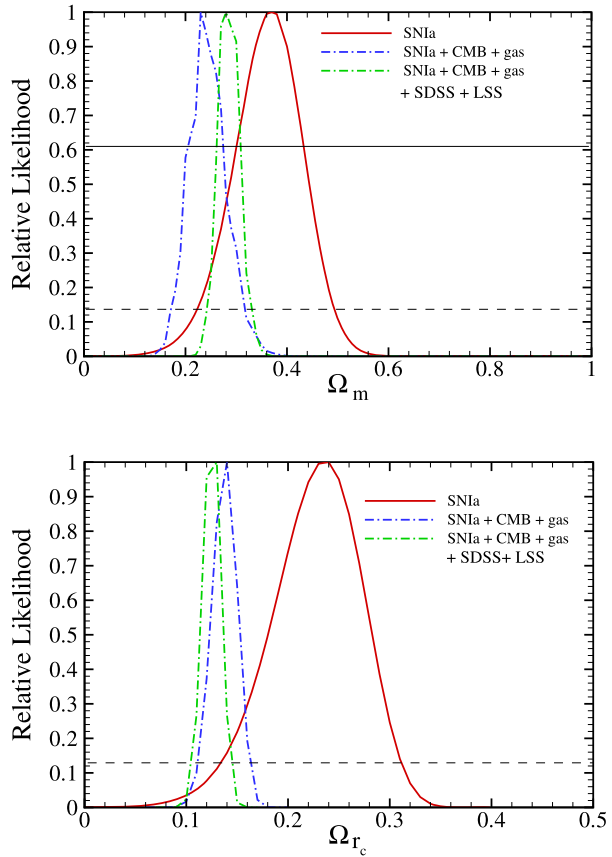 1
0.9
0.8
0.7
0.6
0.5
0.4
0.3
0.2
0.1
0
Relative Likelihood
SNIa
SNIa + CMB + gas
SNIa + CMB + gas
+ SDSS + LSS
0 0.2 0.4 0.6 0.8 1
Ωm
1
0.9
0.8
0.7
0.6
0.5
0.4
0.3
0.2
0.1
0
Relative Likelihood
SNIa
SNIa + CMB + gas
SNIa + CMB + gas
+ SDSS+ LSS
0 0.1 0.2 0.3 0.4 0.5
Ωrc